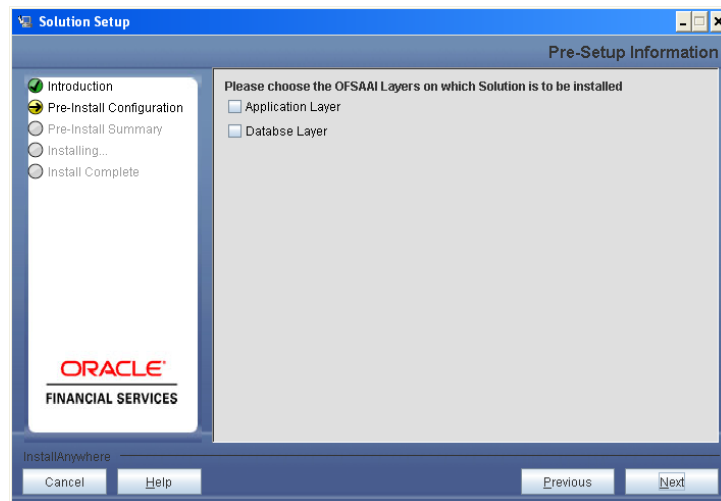 Solution Setup
Pre-Setup Information
Introduction
Pre-Install Configuration
Pre-Install Summary
Installing...
Install Complete
ORACLE
FINANCIAL SERVICES
Please choose the OFSAAI Layers on which Solution is to be installed
Application Layer
Databse Layer
InstallAnywhere
Cancel
Help
Previous
Next